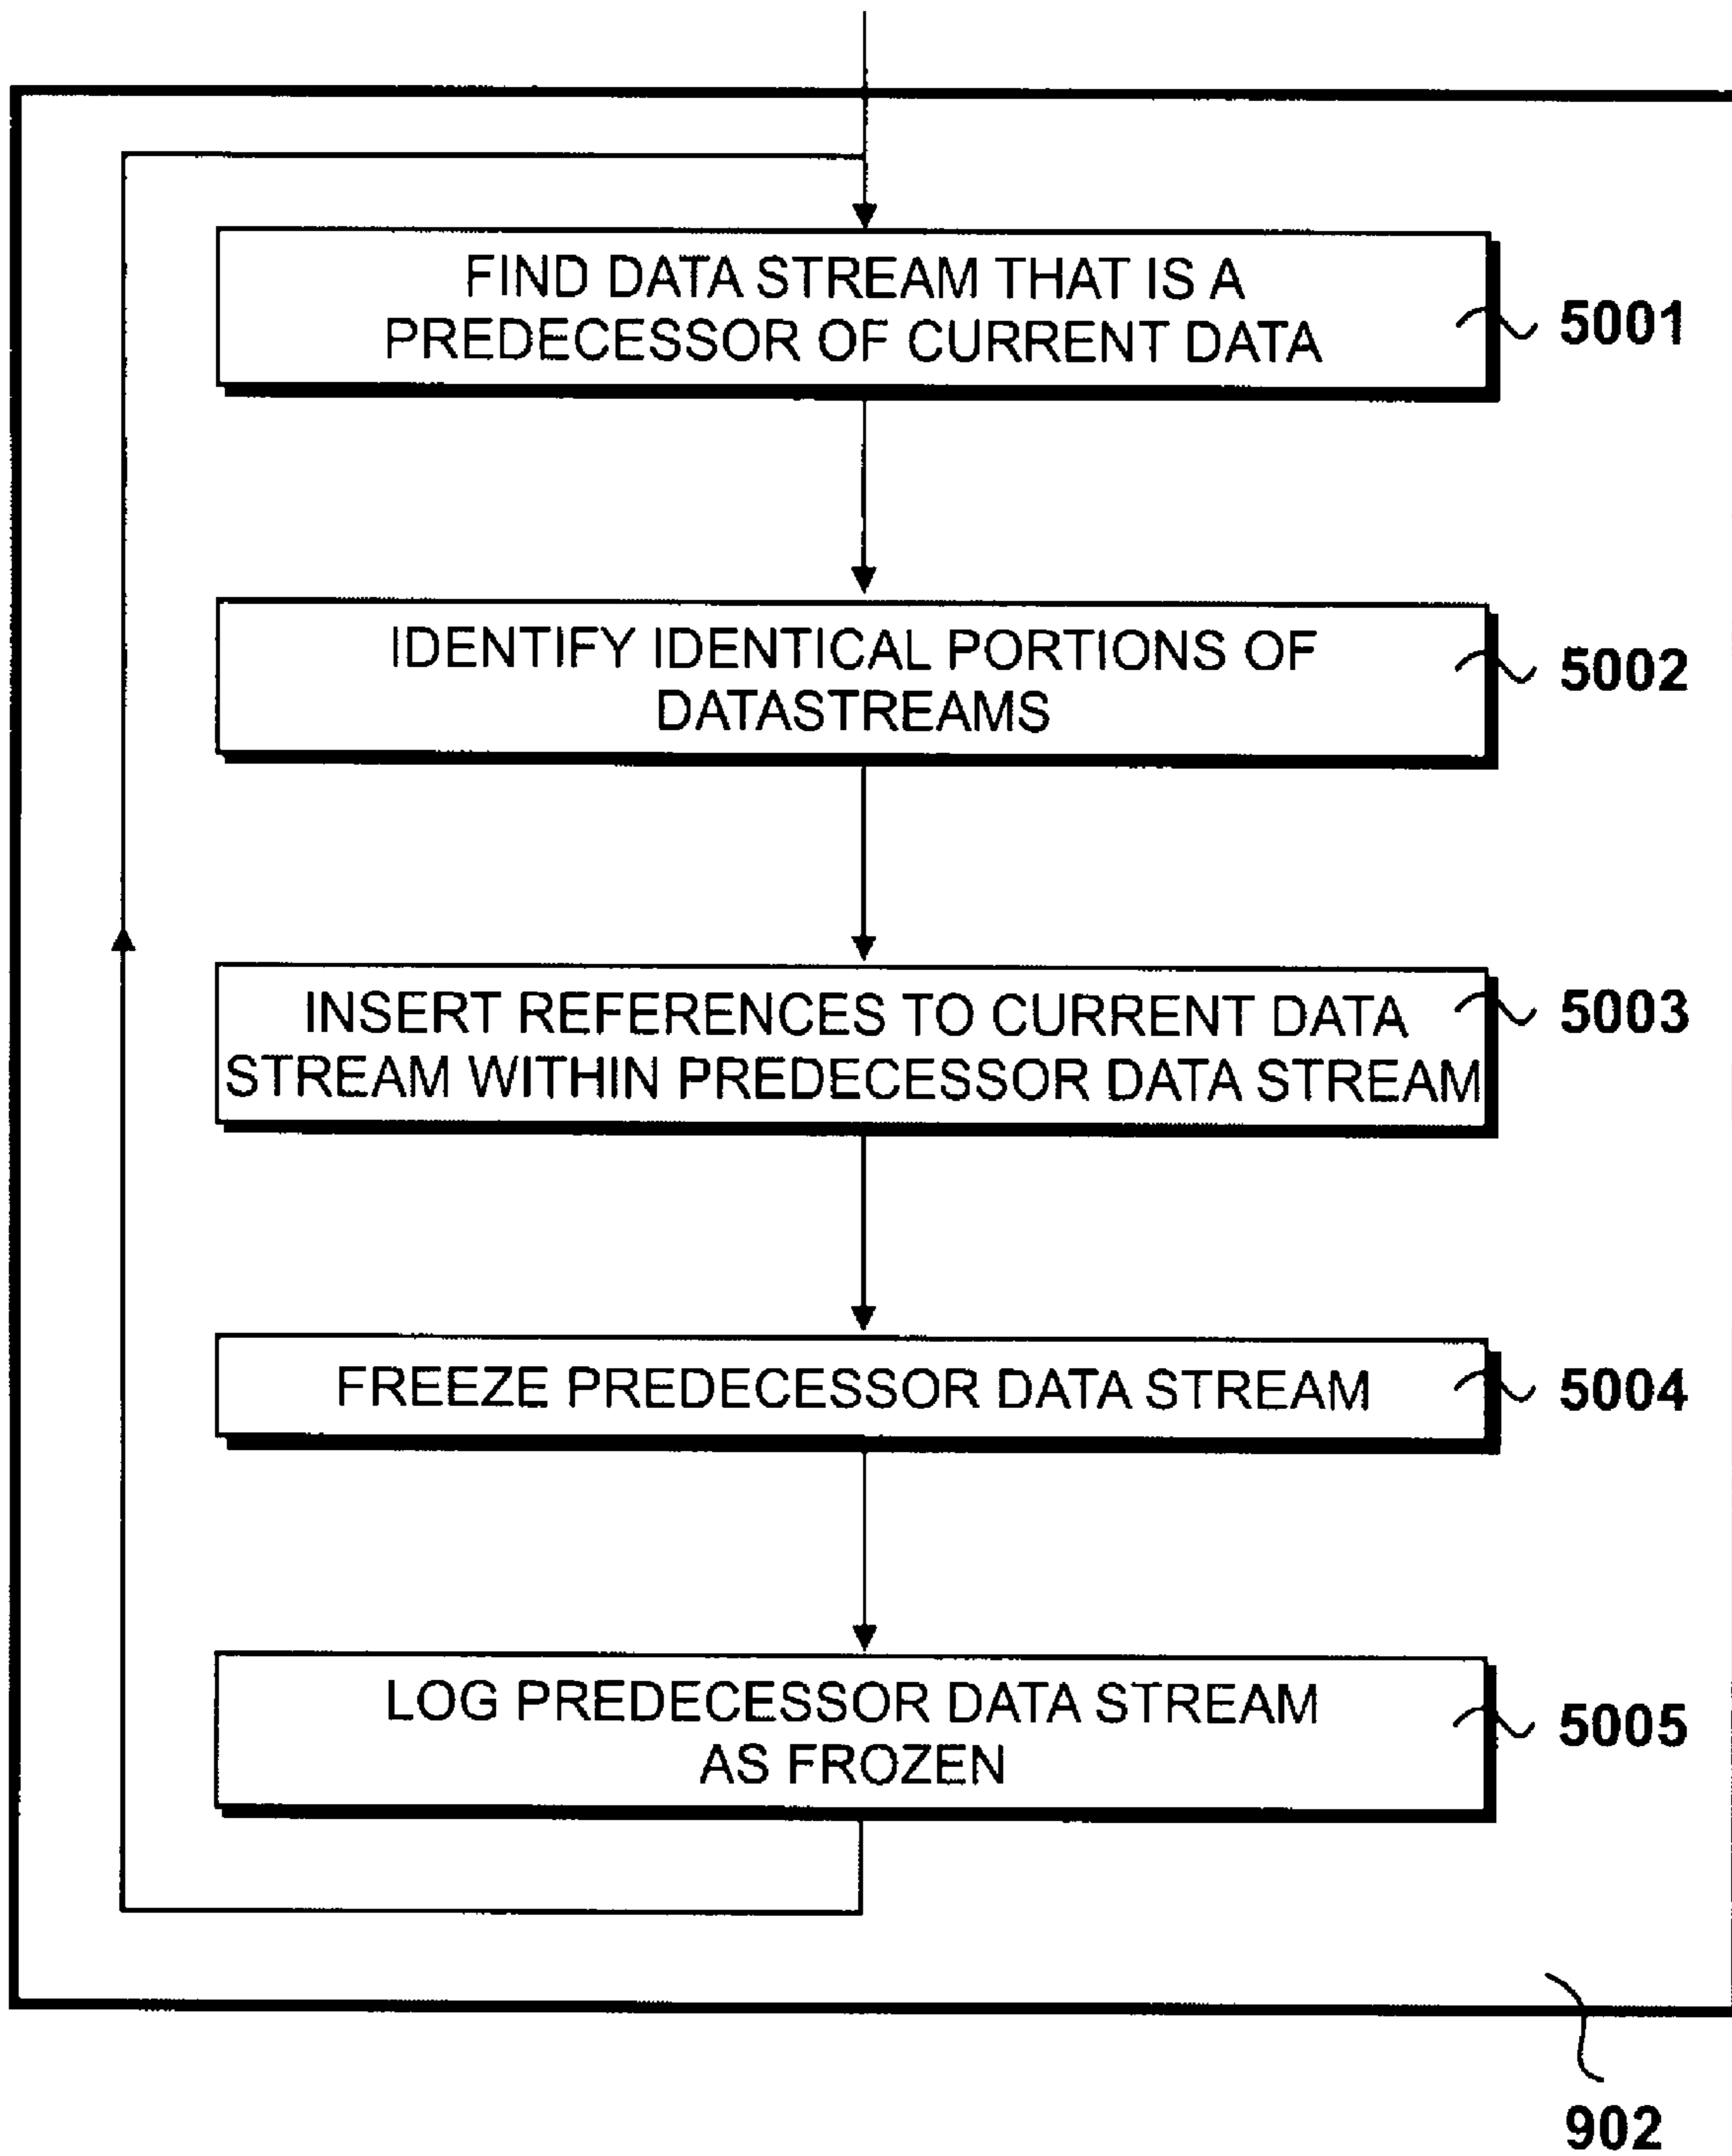 FIND DATA STREAM THAT IS A
PREDECESSOR OF CURRENT DATA
5001
IDENTIFY IDENTICAL PORTIONS OF
DATASTREAMS
5002
INSERT REFERENCES TO CURRENT DATA
STREAM WITHIN PREDECESSOR DATA STREAM
5003
FREEZE PREDECESSOR DATA STREAM
5004
LOG PREDECESSOR DATA STREAM
AS FROZEN
5005
902